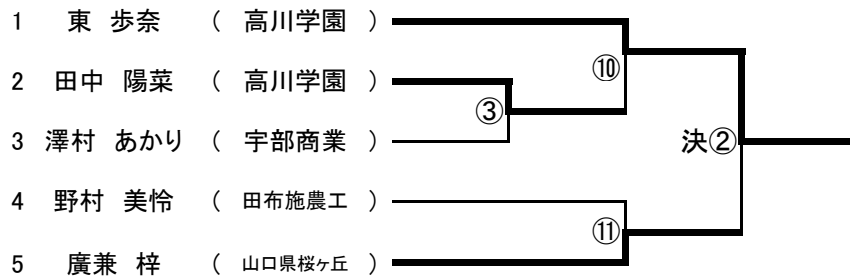 1 東 歩奈 ( 高川学園 )
⑩
2 田中 陽菜 ( 高川学園 )
③
3 澤村 あかり ( 宇部商業 ) 決②
4 野村 美怜 ( 田布施農工 )
⑪
5 廣兼 梓 ( 山口県桜ヶ丘 )